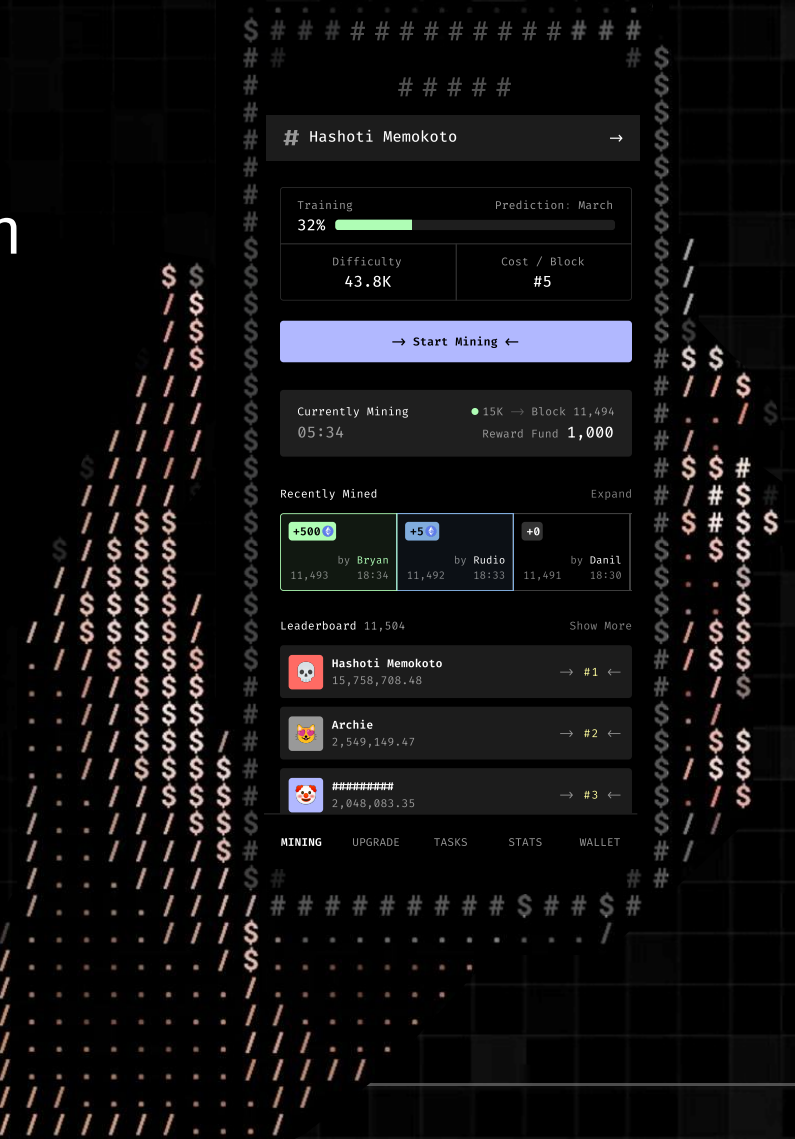 n
# Hashoti Memokoto →
Training Prediction: March
32%
Difficulty Cost / Block
43.8K #5
→ Start Mining ←
Currently Mining 15K → Block 11,494
05:34 Reward Fund 1,000
Recently Mined Expand
+500 +5 +0
by Bryan by Rudio by Danil
11,493 18:34 11,492 18:33 11,491 18:30
Leaderboard 11,504 Show More
Hashoti Memokoto
15,758,708.48 → #1 ←
Archie
2,549,149.47 → #2 ←
#########
2,048,083.35 → #3 ←
MINING UPGRADE TASKS STATS WALLET